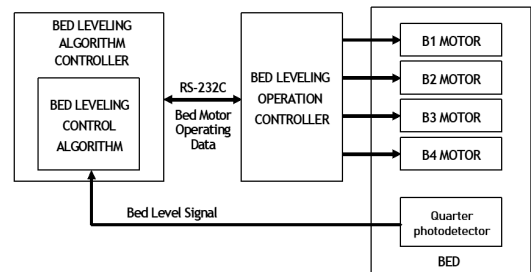 BED LEVELING
ALGORITHM
CONTROLLER
BED LEVELING
CONTROL
ALGORITHM
RS-232C
Bed Motor
Operating
Data
BED LEVELING
OPERATION
CONTROLLER
B1 MOTOR
B2 MOTOR
B3 MOTOR
B4 MOTOR
Bed Level Signal
Quarter
photodetector
BED